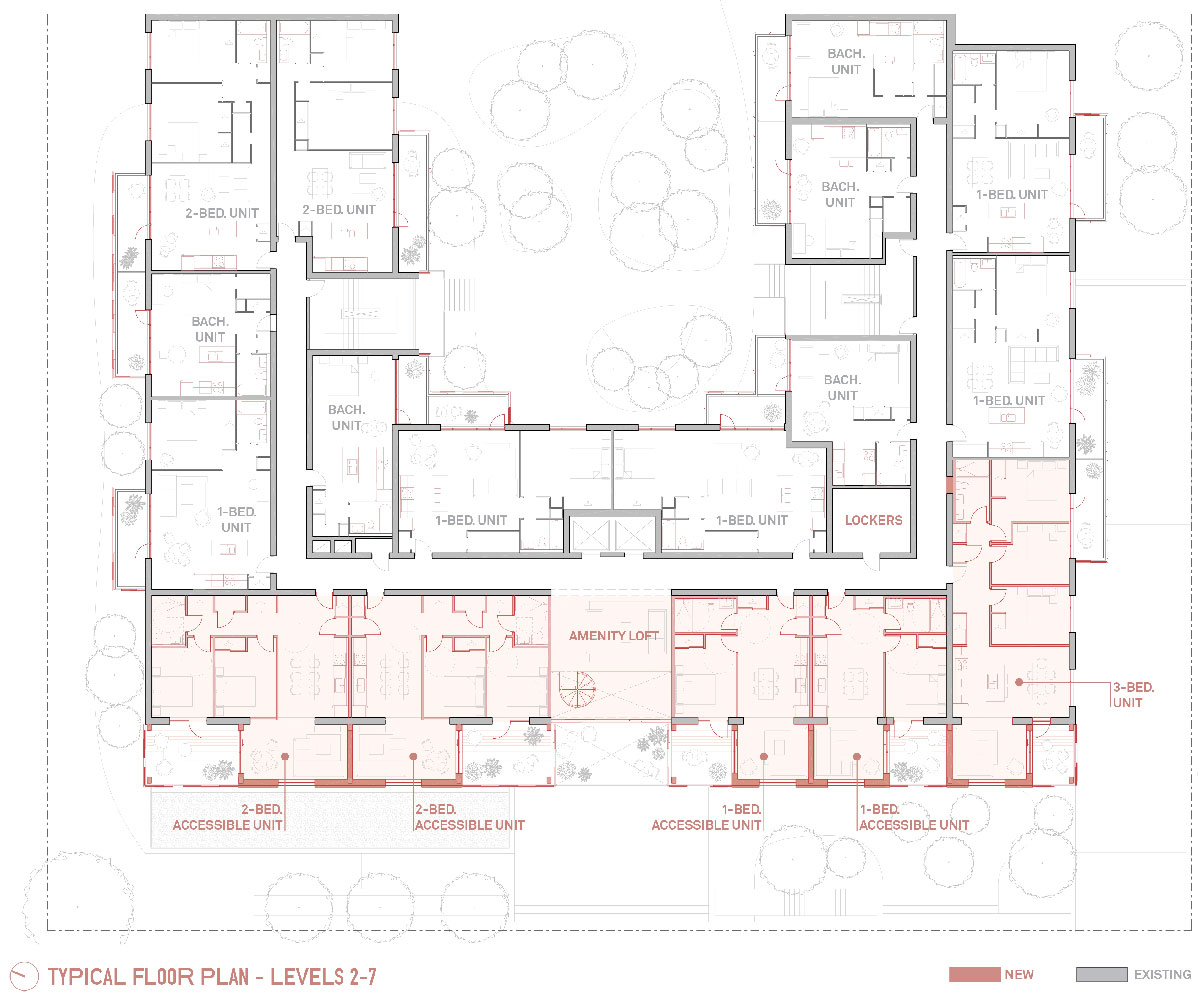 BACH.
UNIT
BACH.
UNIT
1-BED. UNIT
2-BED. UNIT
2-BED. UNIT
BACH.
UNIT
BACH.
UNIT
BACH.
UNIT
1-BED. UNIT
1-BED.
UNIT
1-BED. UNIT
1-BED. UNIT
LOCKERS
AMENITY LOFT
3-BED.
UNIT
2-BED.
ACCESSIBLE UNIT
2-BED.
ACCESSIBLE UNIT
1-BED.
ACCESSIBLE UNIT
1-BED.
ACCESSIBLE UNIT
TYPICAL FLOOR PLAN - LEVELS 2-7
NEW
EXISTING